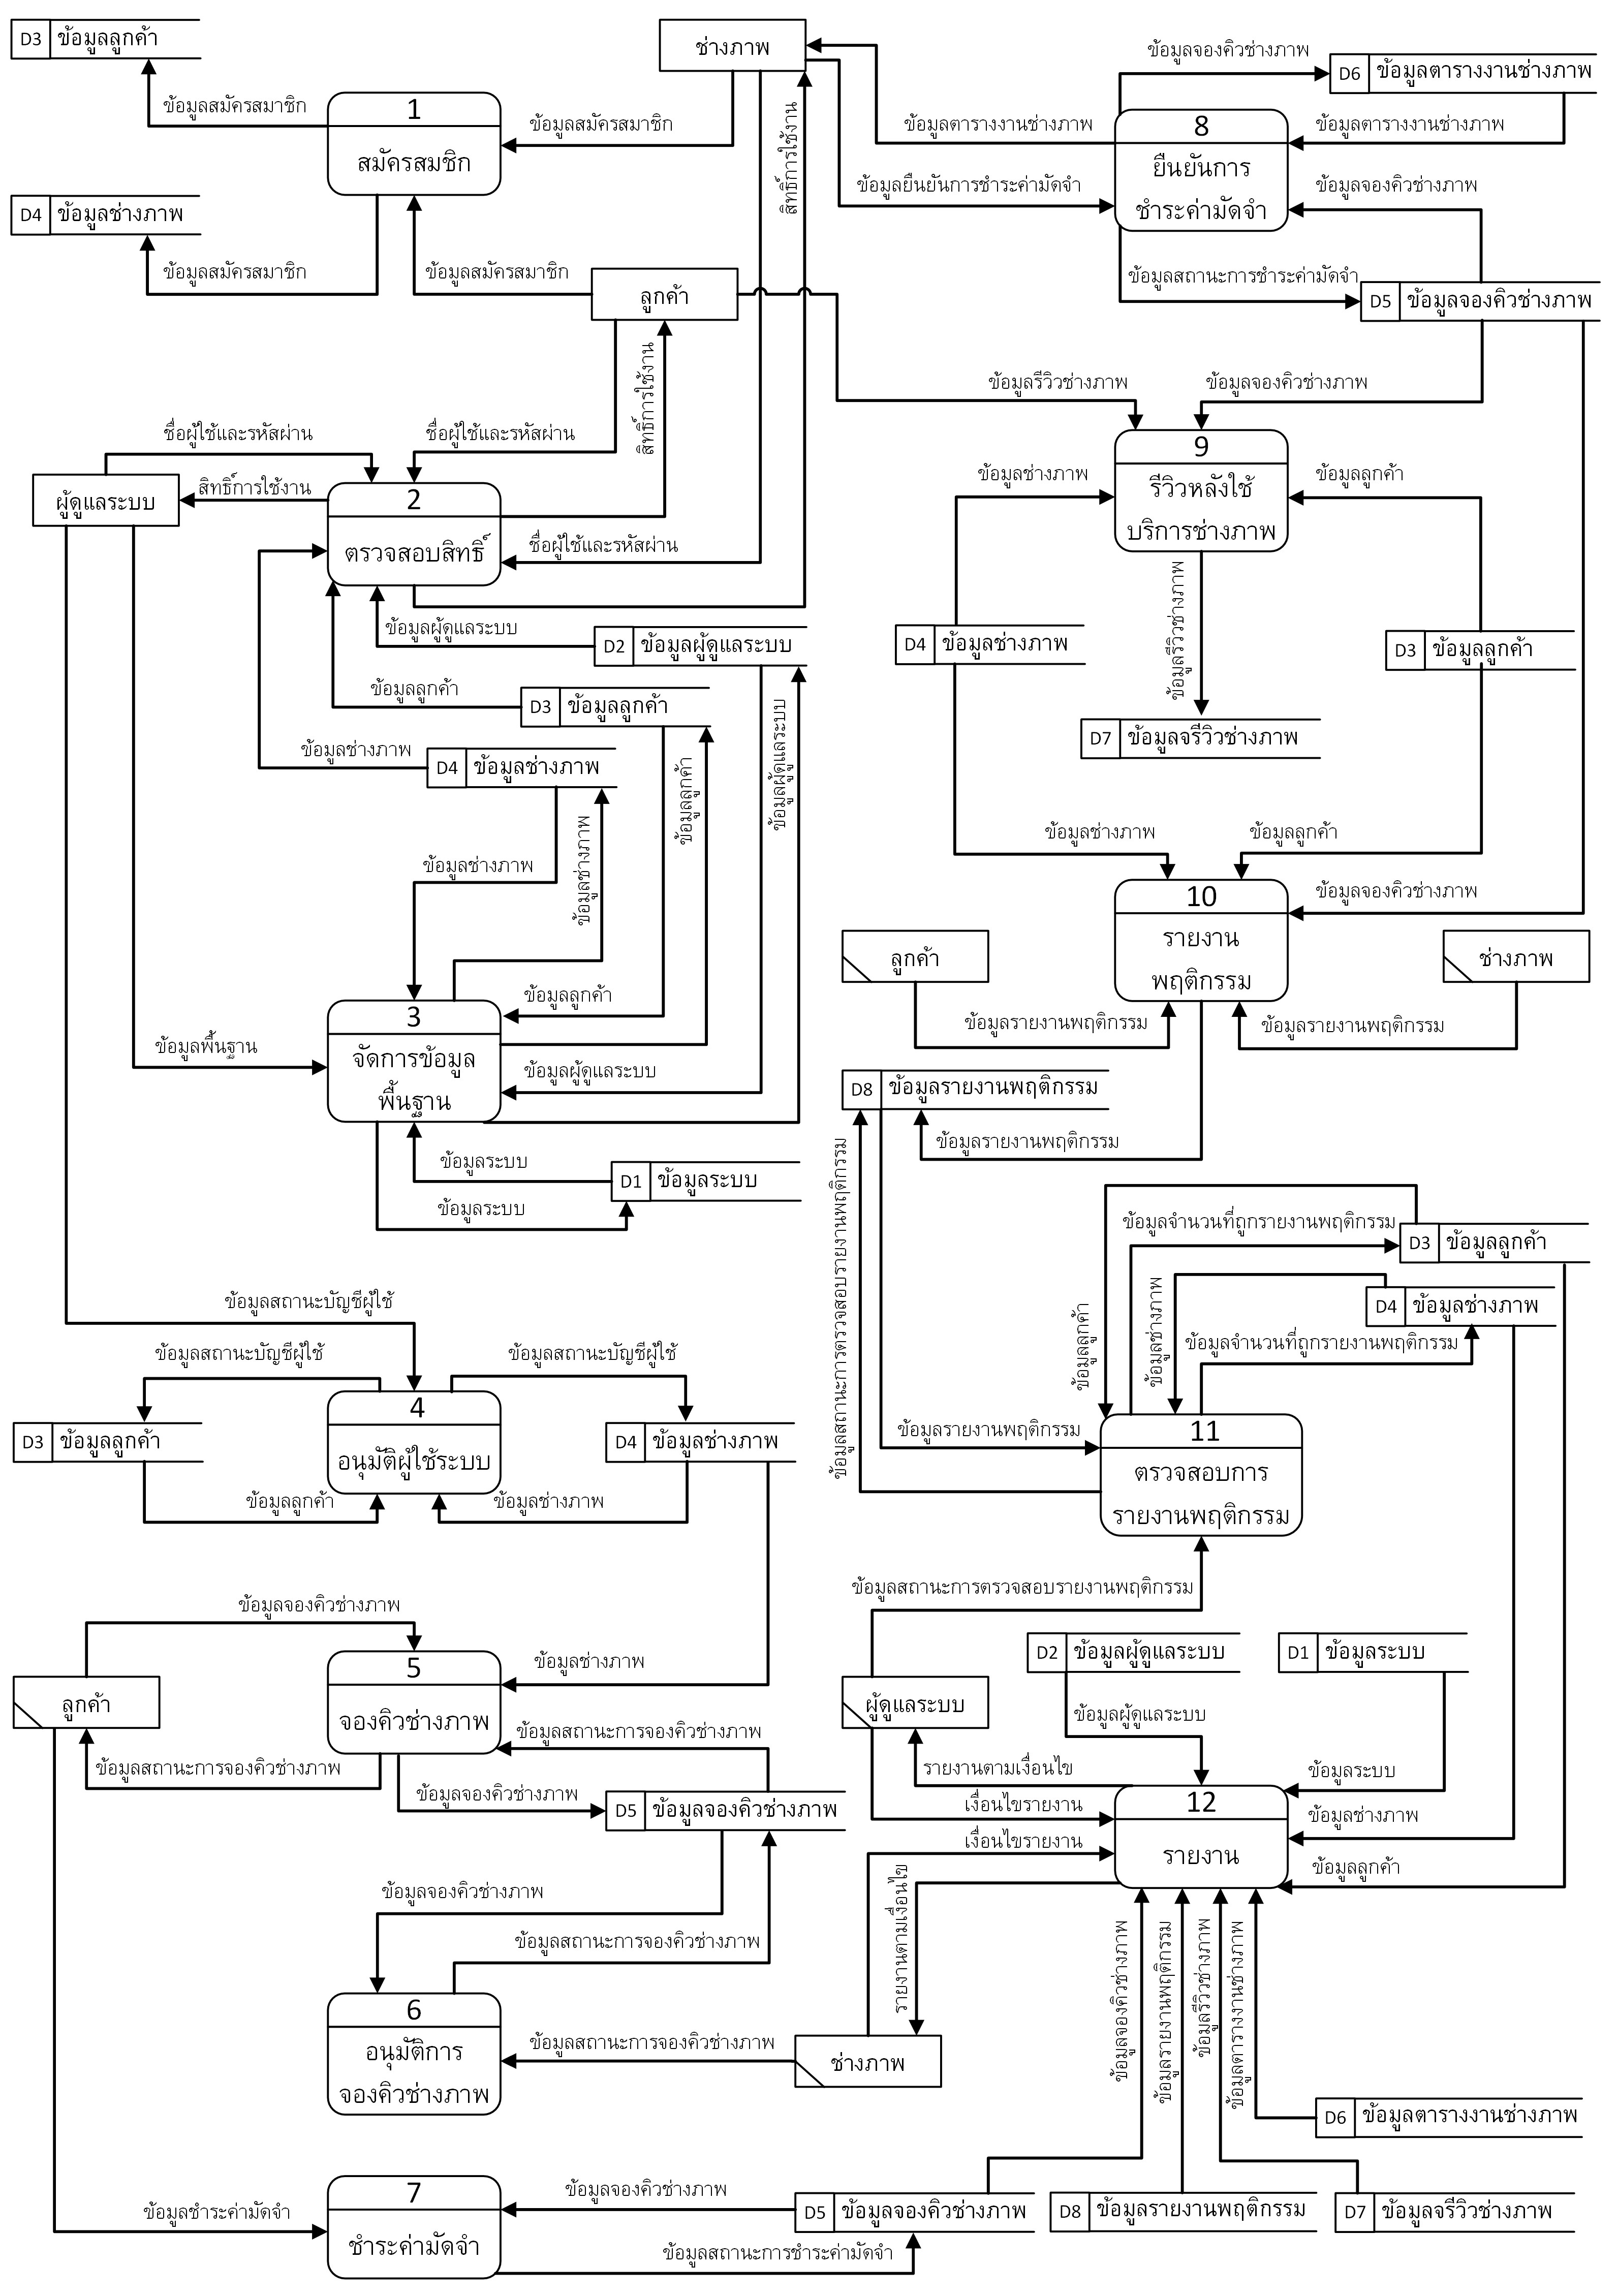 D3 ข้อมูลลูกค้า
ข้อมูลสมัครสมาชิก
1
สมัครสมชิก
ข้อมูลสมัครสมาชิก
ช่างภาพ
D4 ข้อมูลช่างภาพ
ข้อมูลสมัครสมาชิก
ข้อมูลสมัครสมาชิก
ลูกค้า
สิทธิ์การใช้งาน
สิทธิ์การใช้งาน
ชื่อผู้ใช้และรหัสผ่าน
ชื่อผู้ใช้และรหัสผ่าน
ผู้ดูแลระบบ
สิทธิ์การใช้งาน
2
ตรวจสอบสิทธิ์
ชื่อผู้ใช้และรหัสผ่าน
ข้อมูลผู้ดูแลระบบ
D2 ข้อมูลผู้ดูแลระบบ
ข้อมูลลูกค้า
D3 ข้อมูลลูกค้า
ข้อมูลช่างภาพ
D4 ข้อมูลช่างภาพ
ข้อมูลลูกค้า
ข้อมูลผู้ดูแลระบบ
ข้อมูลช่างภาพ
ข้อมูลช่างภาพ
ข้อมูลลูกค้า
3
จัดการข้อมูล
พื้นฐาน
ข้อมูลพื้นฐาน
ข้อมูลผู้ดูแลระบบ
ข้อมูลระบบ
D1 ข้อมูลระบบ
ข้อมูลระบบ
ข้อมูลสถานะบัญชีผู้ใช้
ข้อมูลสถานะบัญชีผู้ใช้
ข้อมูลสถานะบัญชีผู้ใช้
4
อนุมัติผู้ใช้ระบบ
D3 ข้อมูลลูกค้า
D4 ข้อมูลช่างภาพ
ข้อมูลลูกค้า
ข้อมูลช่างภาพ
ข้อมูลจองคิวช่างภาพ
5
จองคิวช่างภาพ
ข้อมูลช่างภาพ
ลูกค้า
ข้อมูลสถานะการจองคิวช่างภาพ
ข้อมูลสถานะการจองคิวช่างภาพ
ข้อมูลจองคิวช่างภาพ
D5 ข้อมูลจองคิวช่างภาพ
ข้อมูลจองคิวช่างภาพ
ข้อมูลสถานะการจองคิวช่างภาพ
6
อนุมัติการ
จองคิวช่างภาพ
ข้อมูลสถานะการจองคิวช่างภาพ
ช่างภาพ
7
ชำระค่ามัดจำ
ข้อมูลชำระค่ามัดจำ
ข้อมูลจองคิวช่างภาพ
D5 ข้อมูลจองคิวช่างภาพ
ข้อมูลสถานะการชำระค่ามัดจำ
ข้อมูลจองคิวช่างภาพ
D6 ข้อมูลตารางงานช่างภาพ
ข้อมูลตารางงานช่างภาพ
8
ยืนยันการ
ชำระค่ามัดจำ
ข้อมูลตารางงานช่างภาพ
ข้อมูลยืนยันการชำระค่ามัดจำ
ข้อมูลจองคิวช่างภาพ
ข้อมูลสถานะการชำระค่ามัดจำ
D5 ข้อมูลจองคิวช่างภาพ
ข้อมูลรีวิวช่างภาพ
ข้อมูลจองคิวช่างภาพ
9
รีวิวหลังใช้
บริการช่างภาพ
ข้อมูลช่างภาพ
ข้อมูลลูกค้า
ข้อมูลรีวิวช่างภาพ
D4 ข้อมูลช่างภาพ
D3 ข้อมูลลูกค้า
D7 ข้อมูลจรีวิวช่างภาพ
ข้อมูลช่างภาพ
ข้อมูลลูกค้า
10
รายงาน
พฤติกรรม
ข้อมูลจองคิวช่างภาพ
ลูกค้า
ช่างภาพ
ข้อมูลรายงานพฤติกรรม
ข้อมูลรายงานพฤติกรรม
D8 ข้อมูลรายงานพฤติกรรม
ข้อมูลรายงานพฤติกรรม
ข้อมูลสถานะการตรวจสอบรายงานพฤติกรรม
ข้อมูลจำนวนที่ถูกรายงานพฤติกรรม
D3 ข้อมูลลูกค้า
ข้อมูลลูกค้า
ข้อมูลช่างภาพ
D4 ข้อมูลช่างภาพ
ข้อมูลจำนวนที่ถูกรายงานพฤติกรรม
ข้อมูลรายงานพฤติกรรม
11
ตรวจสอบการ
รายงานพฤติกรรม
ข้อมูลสถานะการตรวจสอบรายงานพฤติกรรม
D2 ข้อมูลผู้ดูแลระบบ
D1 ข้อมูลระบบ
ผู้ดูแลระบบ
ข้อมูลผู้ดูแลระบบ
รายงานตามเงื่อนไข
ข้อมูลระบบ
เงื่อนไขรายงาน
12
รายงาน
ข้อมูลช่างภาพ
เงื่อนไขรายงาน
ข้อมูลลูกค้า
รายงานตามเงื่อนไข
ข้อมูลจองคิวช่างภาพ
ข้อมูลรายงานพฤติกรรม
ข้อมูลรีวิวช่างภาพ
ข้อมูลตารางงานช่างภาพ
D6 ข้อมูลตารางงานช่างภาพ
D8 ข้อมูลรายงานพฤติกรรม
D7 ข้อมูลจรีวิวช่างภาพ